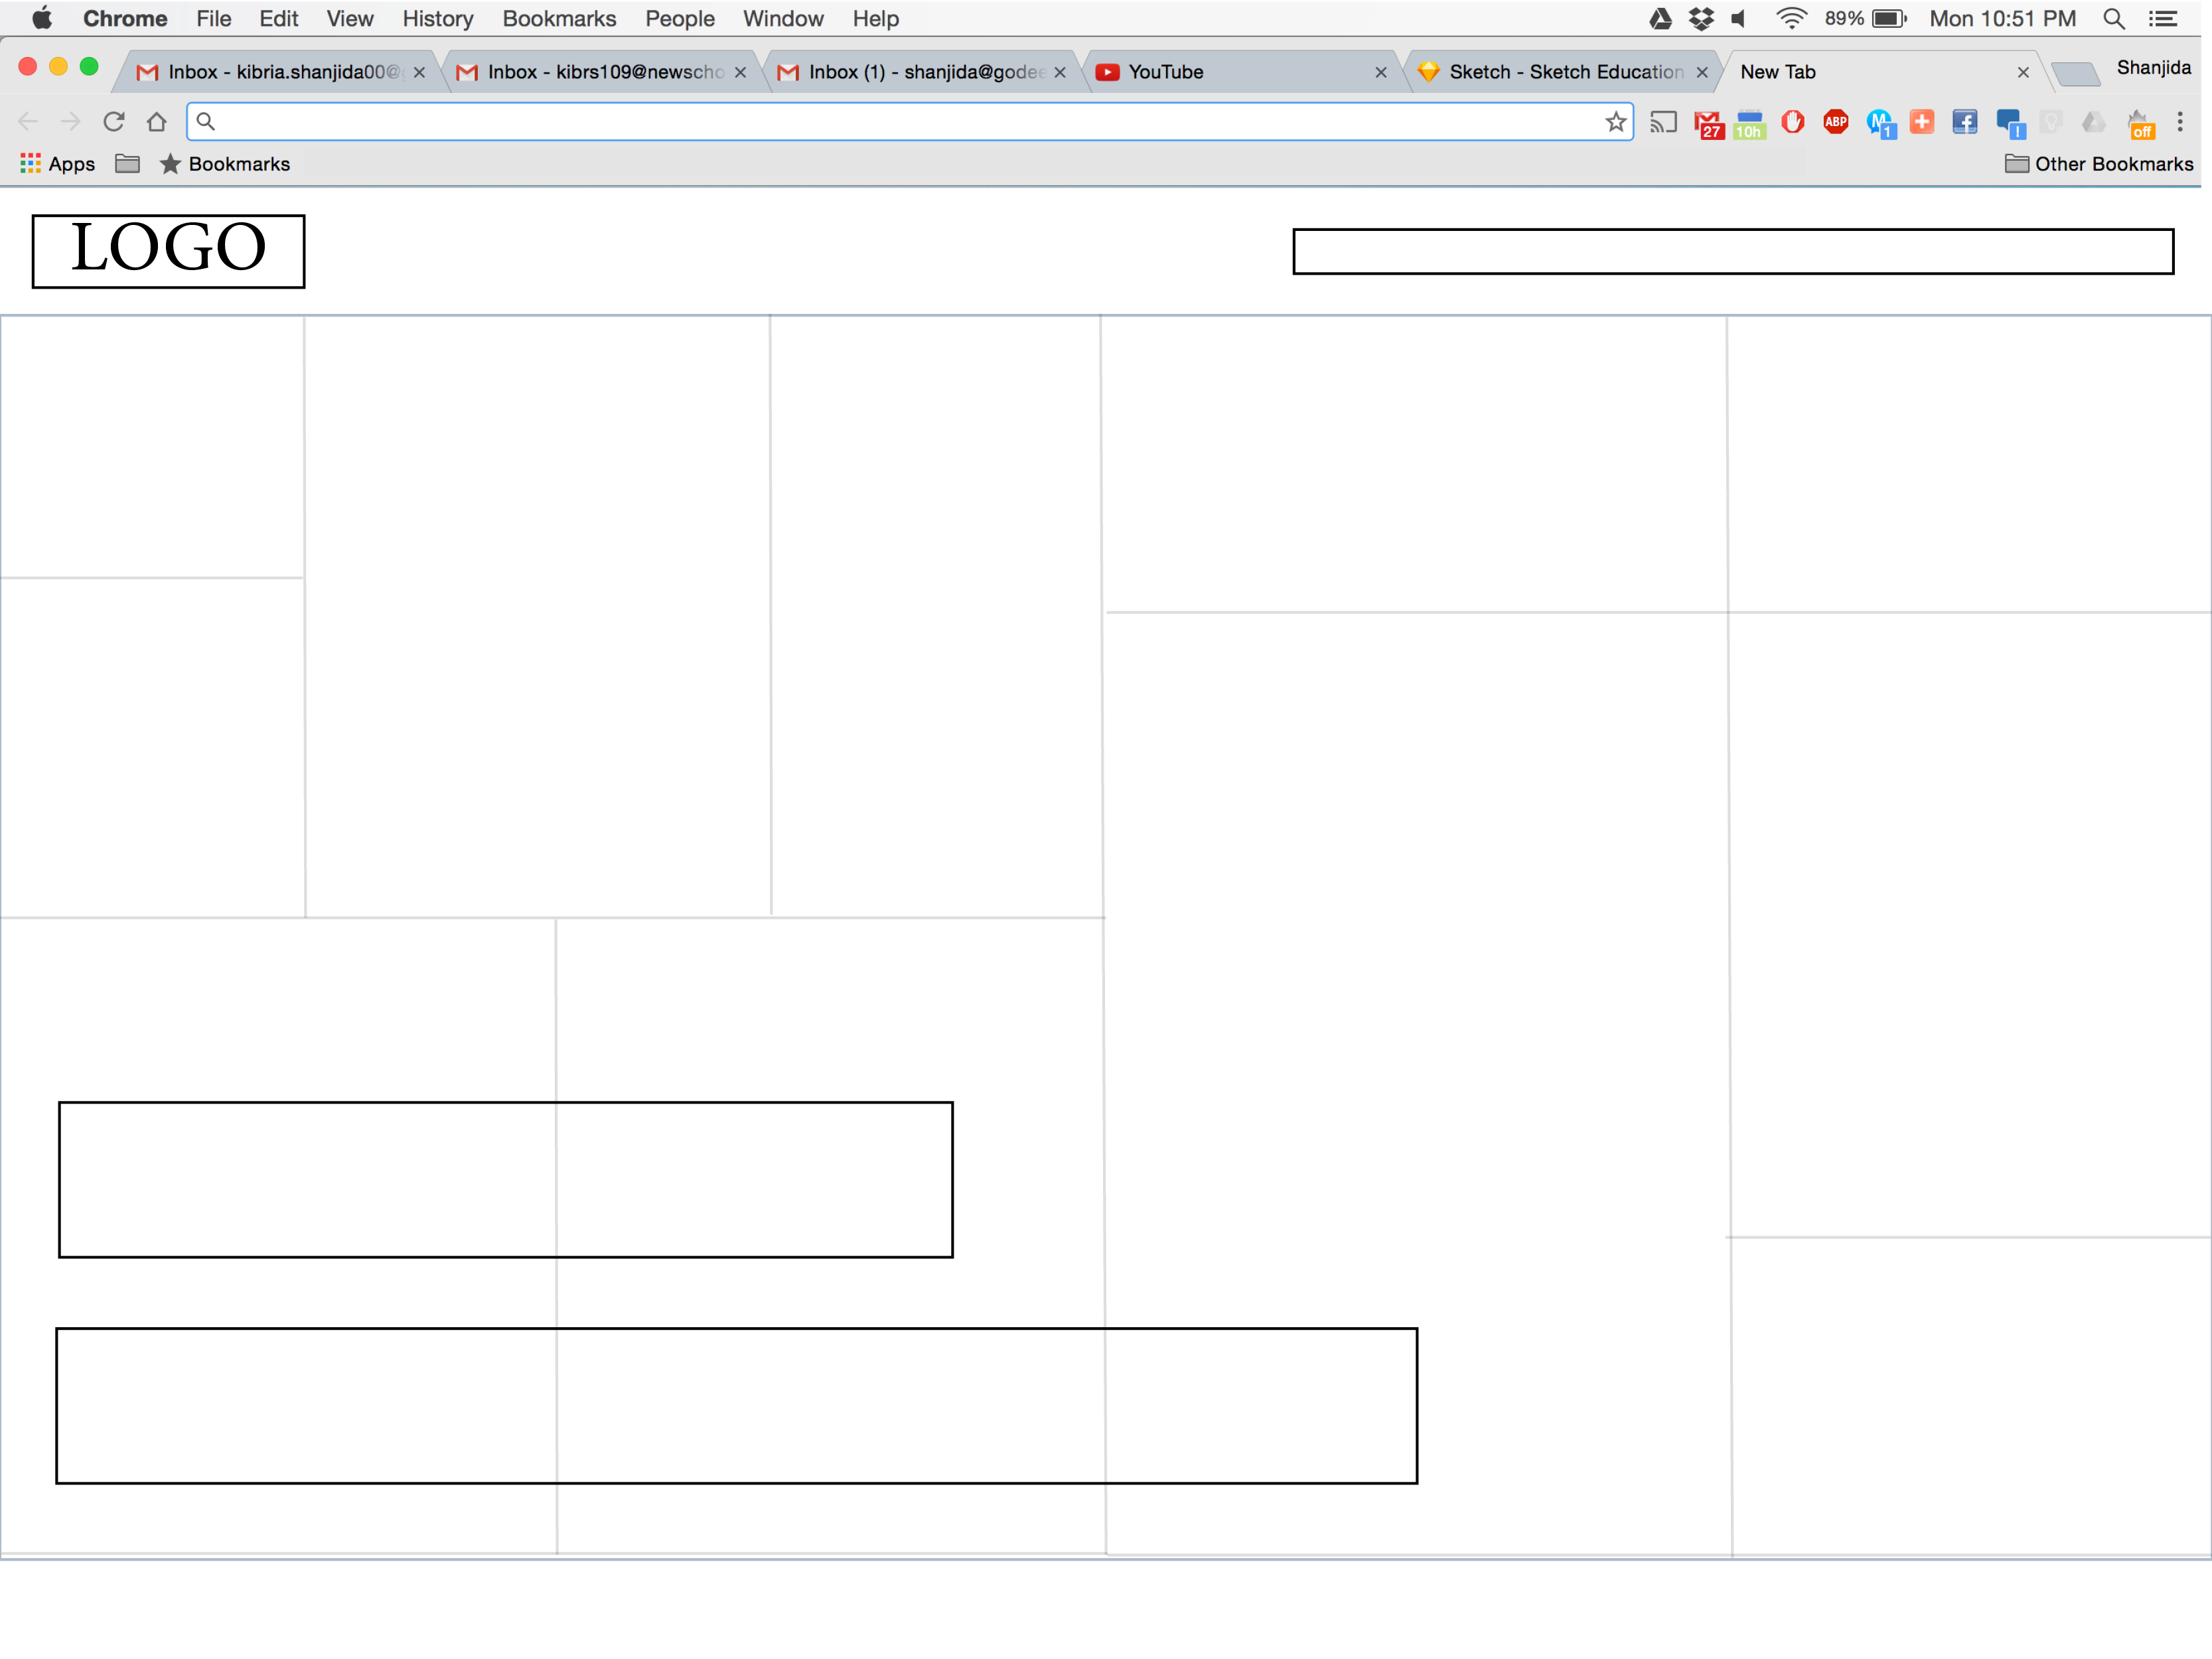 Chrome File Edit View History Bookmarks People Window Help 89% Mon 10:51 PM
Inbox - kibria.shanjida00@ Inbox - kibrs109@newscho Inbox (1) - shanjida@godee YouTube Sketch - Sketch Education New Tab Shanjida
27 10h ABP M 1 f ! off
Apps Bookmarks Other Bookmarks
LOGO